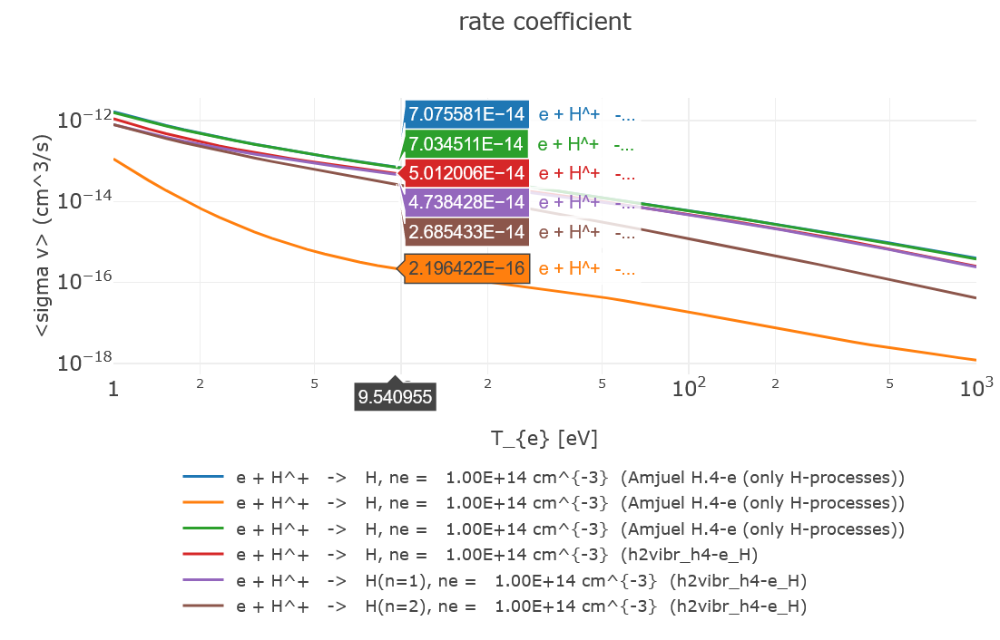 rate coefficient
<sigma v> (cm^3/s)
10−12
10−14
10−16
10−18
7.075581E−14 e + H^+ -...
7.034511E−14 e + H^+ -...
5.012006E−14 e + H^+ -...
4.738428E−14 e + H^+ -...
2.685433E−14 e + H^+ -...
2.196422E−16 e + H^+ -...
1 2 5 2 5 102 2 5 103
9.540955
T_{e} [eV]
e + H^+ -> H, ne = 1.00E+14 cm^{-3} (Amjuel H.4-e (only H-processes))
e + H^+ -> H, ne = 1.00E+14 cm^{-3} (Amjuel H.4-e (only H-processes))
e + H^+ -> H, ne = 1.00E+14 cm^{-3} (Amjuel H.4-e (only H-processes))
e + H^+ -> H, ne = 1.00E+14 cm^{-3} (h2vibr_h4-e_H)
e + H^+ -> H(n=1), ne = 1.00E+14 cm^{-3} (h2vibr_h4-e_H)
e + H^+ -> H(n=2), ne = 1.00E+14 cm^{-3} (h2vibr_h4-e_H)